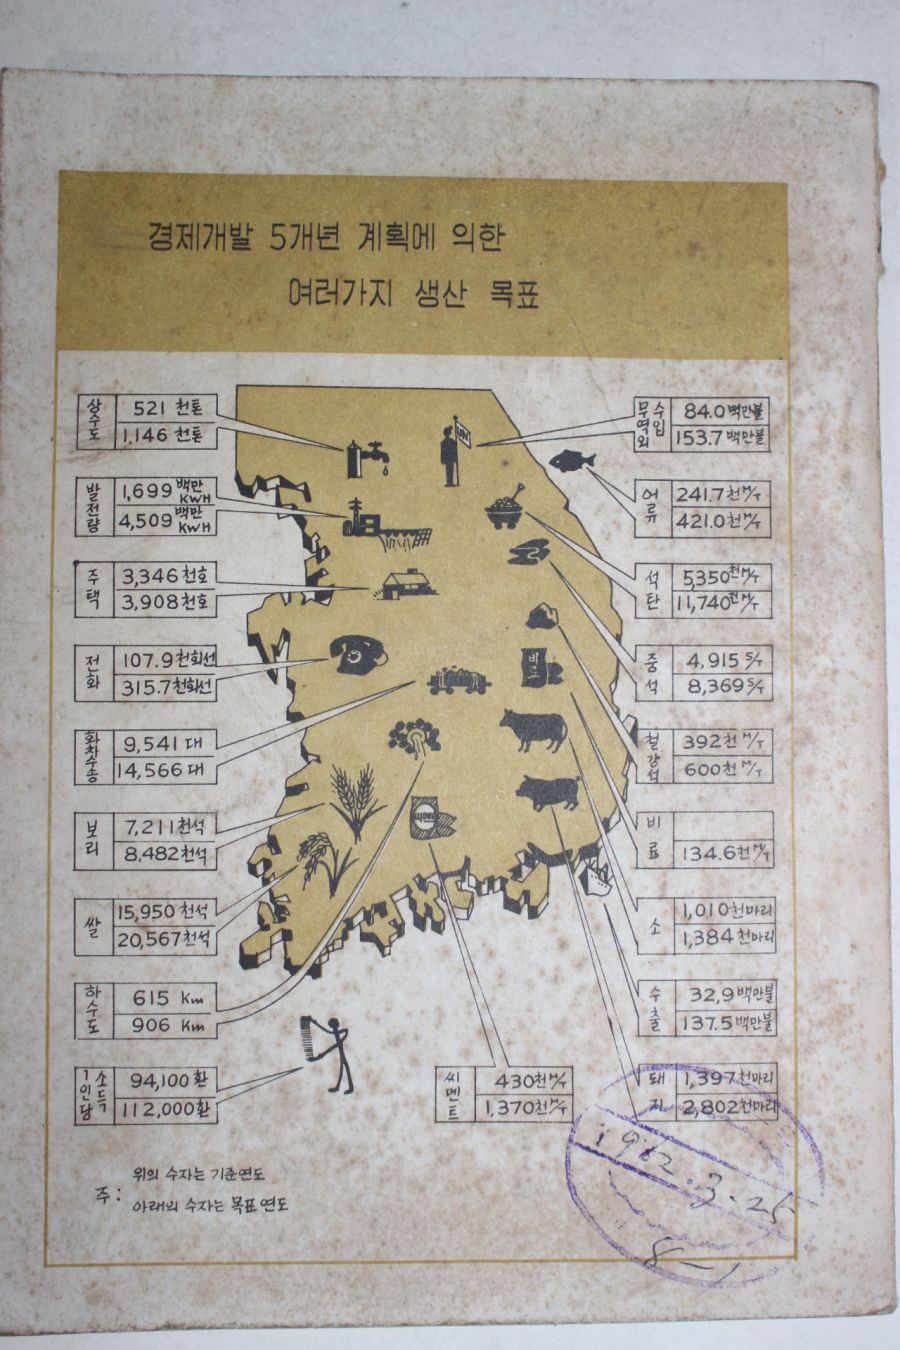 경제개발 5개년 계획에 의한
여러가지 생산 목표
상수도
521 천톤
1,146 천톤
발전량
1,699 백만 KWH
4,509 백만 KWH
주택
3,346 천호
3,908 천호
전화
107.9 천회선
315.7 천회선
화차수송
9,541 대
14,566 대
보리
7,211 천석
8,482 천석
쌀
15,950 천석
20,567 천석
하수도
615 Km
906 Km
1인당 소득
94,100 환
112,000 환
UN
비료
씨멘트
430 천 M/T
1,370 천 M/T
무역외 수입
84.0 백만불
153.7 백만불
어류
241.7 천 M/T
421.0 천 M/T
석탄
5,350 천 M/T
11,740 천 M/T
중석
4,915 S/T
8,369 S/T
철광석
392 천 M/T
600 천 M/T
비료
134.6 천 M/T
소
1,010 천마리
1,384 천마리
수출
32,9 백만불
137.5 백만불
돼지
1,397 천마리
2,802 천마리
주:
위의 수자는 기준연도
아래의 수자는 목표연도
1962.3.25
8-1